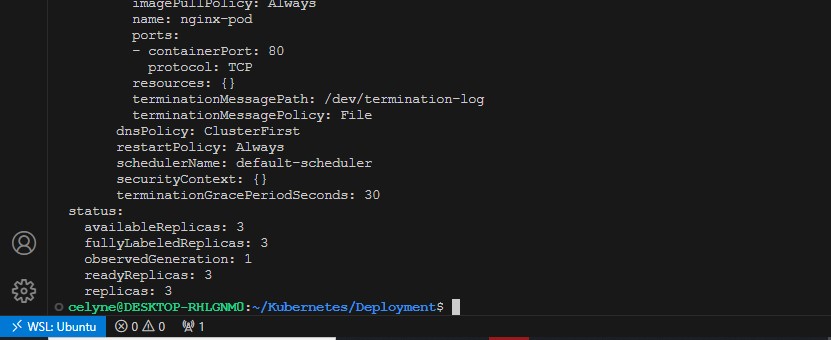 imagePullPolicy: Always
name: nginx-pod
ports:
- containerPort: 80
protocol: TCP
resources: {}
terminationMessagePath: /dev/termination-log
terminationMessagePolicy: File
dnsPolicy: ClusterFirst
restartPolicy: Always
schedulerName: default-scheduler
securityContext: {}
terminationGracePeriodSeconds: 30
status:
availableReplicas: 3
fullyLabeledReplicas: 3
observedGeneration: 1
readyReplicas: 3
replicas: 3
celyne@DESKTOP-RHLGNM0:~/Kubernetes/Deployment$
WSL: Ubuntu 0 0 1